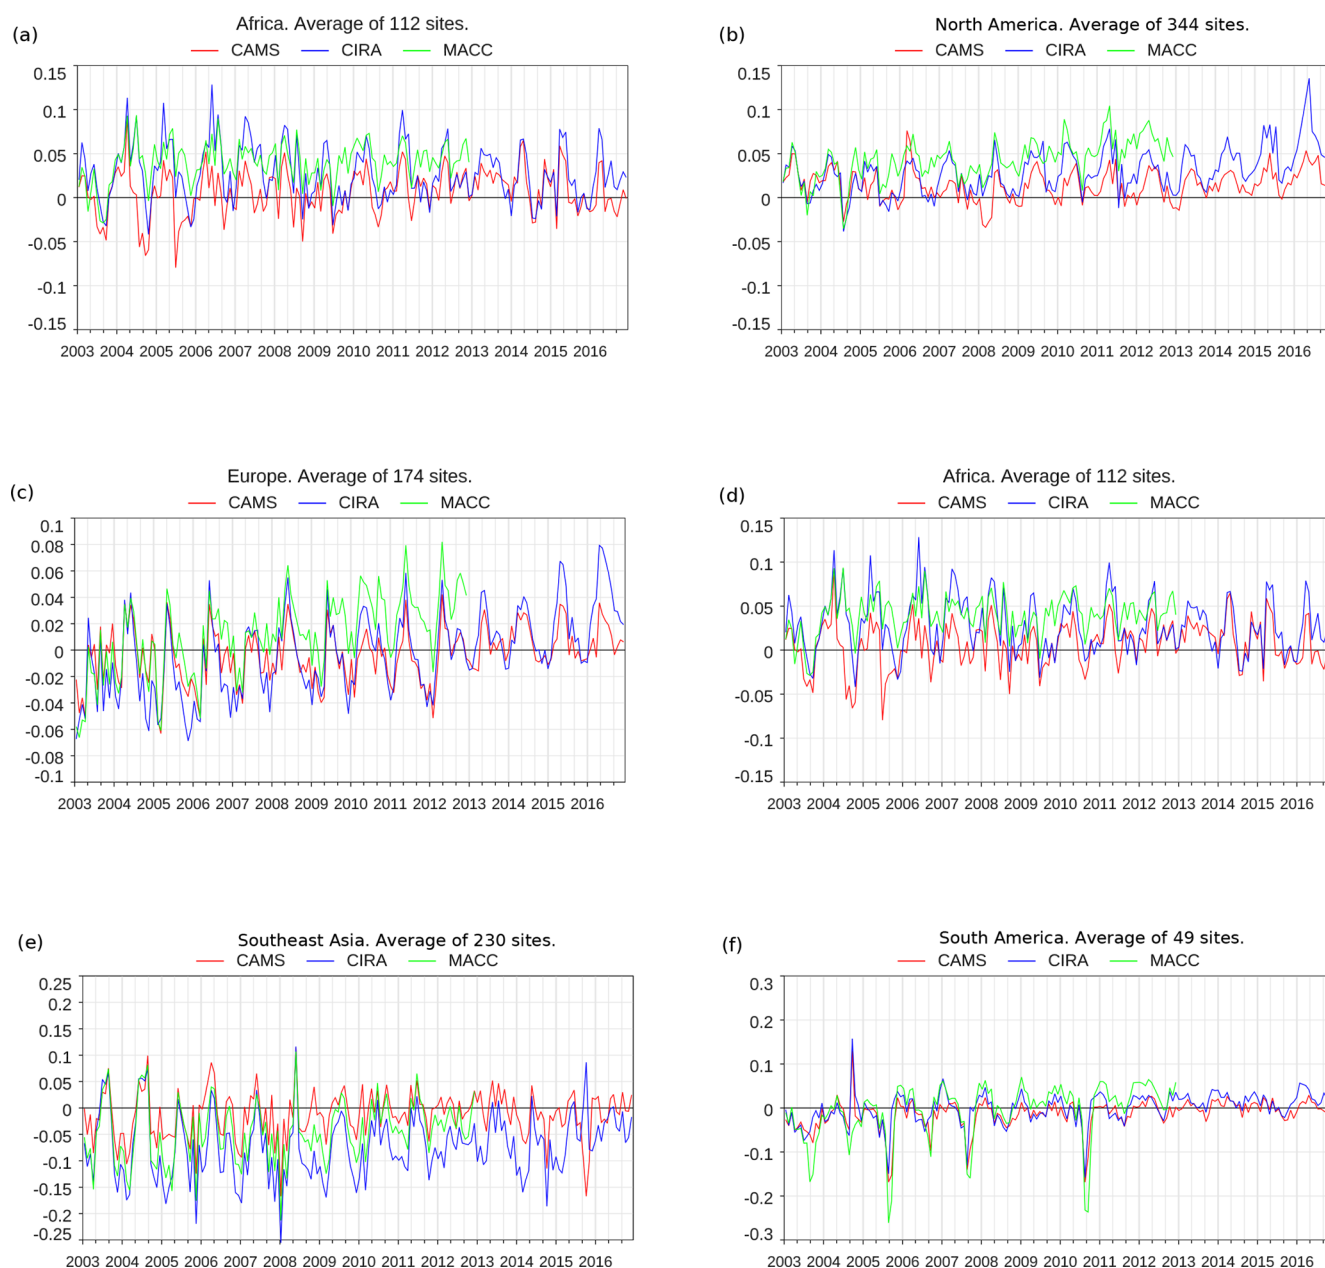 (a)
Africa. Average of 112 sites.
CAMS CIRA MACC
0.15
0.1
0.05
0
-0.05
-0.1
-0.15
2003 2004 2005 2006 2007 2008 2009 2010 2011 2012 2013 2014 2015 2016
(b)
North America. Average of 344 sites.
CAMS CIRA MACC
0.15
0.1
0.05
0
-0.05
-0.1
-0.15
2003 2004 2005 2006 2007 2008 2009 2010 2011 2012 2013 2014 2015 2016
(c)
Europe. Average of 174 sites.
CAMS CIRA MACC
0.1
0.08
0.06
0.04
0.02
0
-0.02
-0.04
-0.06
-0.08
-0.1
2003 2004 2005 2006 2007 2008 2009 2010 2011 2012 2013 2014 2015 2016
(d)
Africa. Average of 112 sites.
CAMS CIRA MACC
0.15
0.1
0.05
0
-0.05
-0.1
-0.15
2003 2004 2005 2006 2007 2008 2009 2010 2011 2012 2013 2014 2015 2016
(e)
Southeast Asia. Average of 230 sites.
CAMS CIRA MACC
0.25
0.2
0.15
0.1
0.05
0
-0.05
-0.1
-0.15
-0.2
-0.25
2003 2004 2005 2006 2007 2008 2009 2010 2011 2012 2013 2014 2015 2016
(f)
South America. Average of 49 sites.
CAMS CIRA MACC
0.3
0.2
0.1
0
-0.1
-0.2
-0.3
2003 2004 2005 2006 2007 2008 2009 2010 2011 2012 2013 2014 2015 2016